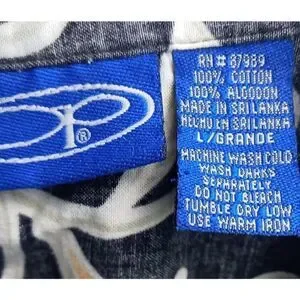 Op®
RN # 87989
100% COTTON
100% ALGODON
MADE IN SRI LANKA
HECHO EN SRI LANKA
L/GRANDE
MACHINE WASH COLD
WASH DARKS
SEPARATELY
DO NOT BLEACH
TUMBLE DRY LOW
USE WARM IRON